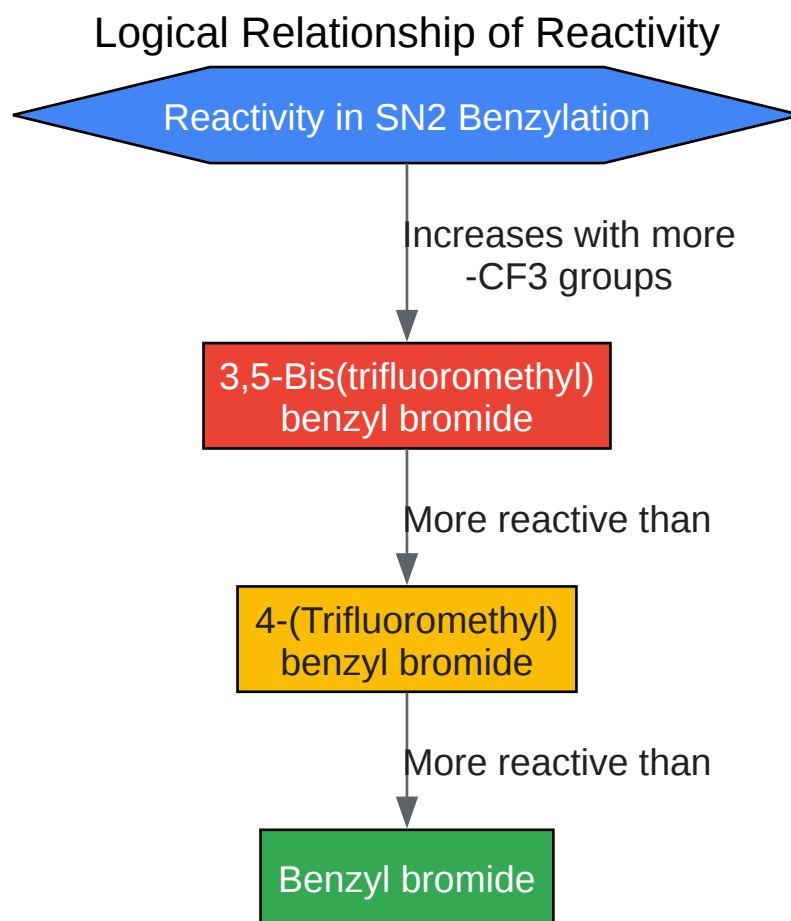 Logical Relationship of Reactivity
Reactivity in SN2 Benzylation
Increases with more
-CF3 groups
3,5-Bis(trifluoromethyl)
benzyl bromide
More reactive than
4-(Trifluoromethyl)
benzyl bromide
More reactive than
Benzyl bromide